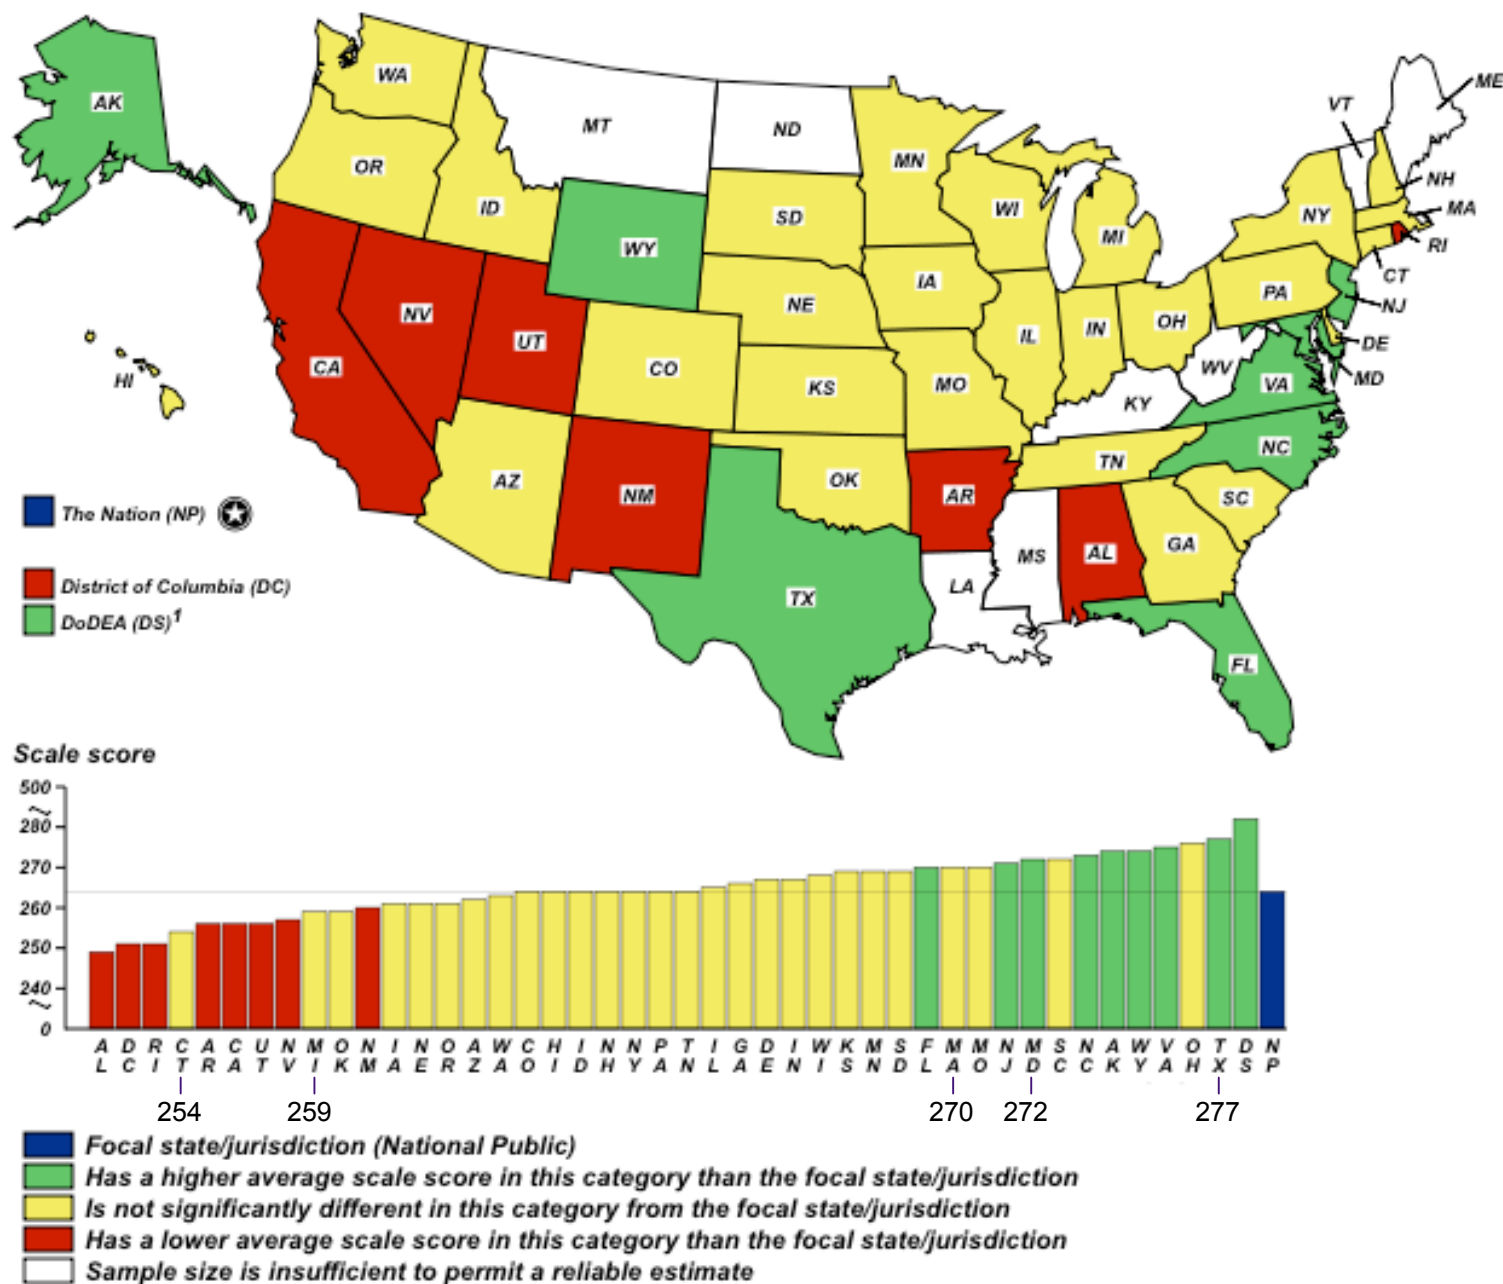 WA
ME
AK
VT
MT
ND
MN
OR
NH
ID
SD
WI
NY
MA
MI
RI
WY
CT
IA
PA
NE
NJ
NV
OH
IL
IN
UT
DE
CA
CO
WV
MD
HI
KS
MO
VA
KY
NC
TN
AZ
OK
NM
AR
SC
The Nation (NP)
GA
MS
AL
District of Columbia (DC)
LA
TX
DoDEA (DS)1
FL
Scale score
500
280
270
260
250
240
0
A D R C A C U N M O N I N O A W C H I N N P T I G D I W K M S F M M N M S N A W V O T D N
L C I T R A T V I K M A E R Z A O I D H Y A N L A E N I S N D L A O J D C C K Y A H X S P
254 259 270 272 277
Focal state/jurisdiction (National Public)
Has a higher average scale score in this category than the focal state/jurisdiction
Is not significantly different in this category from the focal state/jurisdiction
Has a lower average scale score in this category than the focal state/jurisdiction
Sample size is insufficient to permit a reliable estimate